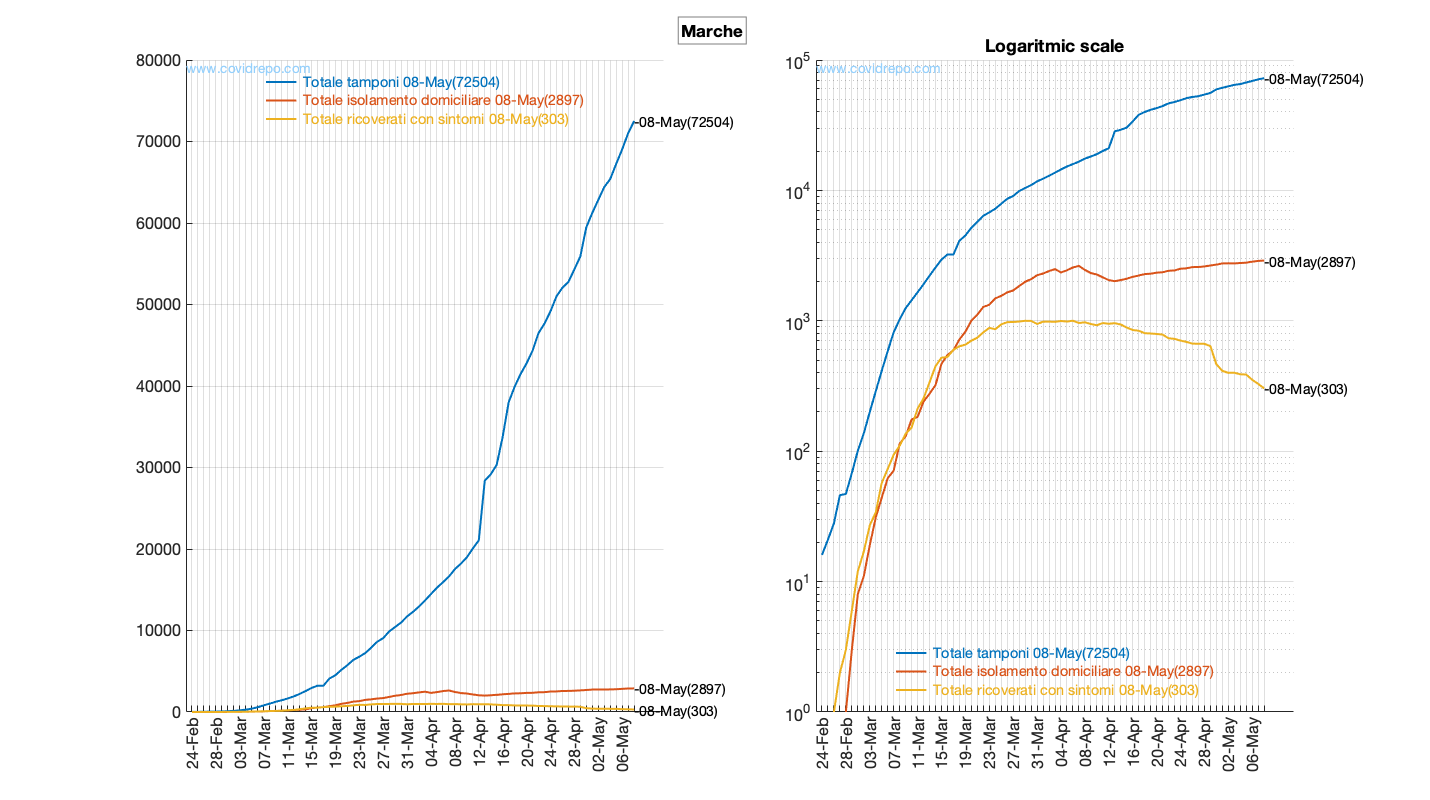 Marche
Logaritmic scale
80000
70000
60000
50000
40000
30000
20000
10000
0
www.covidrepo.com
Totale tamponi 08-May(72504)
Totale isolamento domiciliare 08-May(2897)
Totale ricoverati con sintomi 08-May(303)
-08-May(72504)
-08-May(2897)
-08-May(303)
24-Feb
28-Feb
03-Mar
07-Mar
11-Mar
15-Mar
19-Mar
23-Mar
27-Mar
31-Mar
04-Apr
08-Apr
12-Apr
16-Apr
20-Apr
24-Apr
28-Apr
02-May
06-May
10^5
10^4
10^3
10^2
10^1
10^0
www.covidrepo.com
-08-May(72504)
-08-May(2897)
-08-May(303)
Totale tamponi 08-May(72504)
Totale isolamento domiciliare 08-May(2897)
Totale ricoverati con sintomi 08-May(303)
24-Feb
28-Feb
03-Mar
07-Mar
11-Mar
15-Mar
19-Mar
23-Mar
27-Mar
31-Mar
04-Apr
08-Apr
12-Apr
16-Apr
20-Apr
24-Apr
28-Apr
02-May
06-May